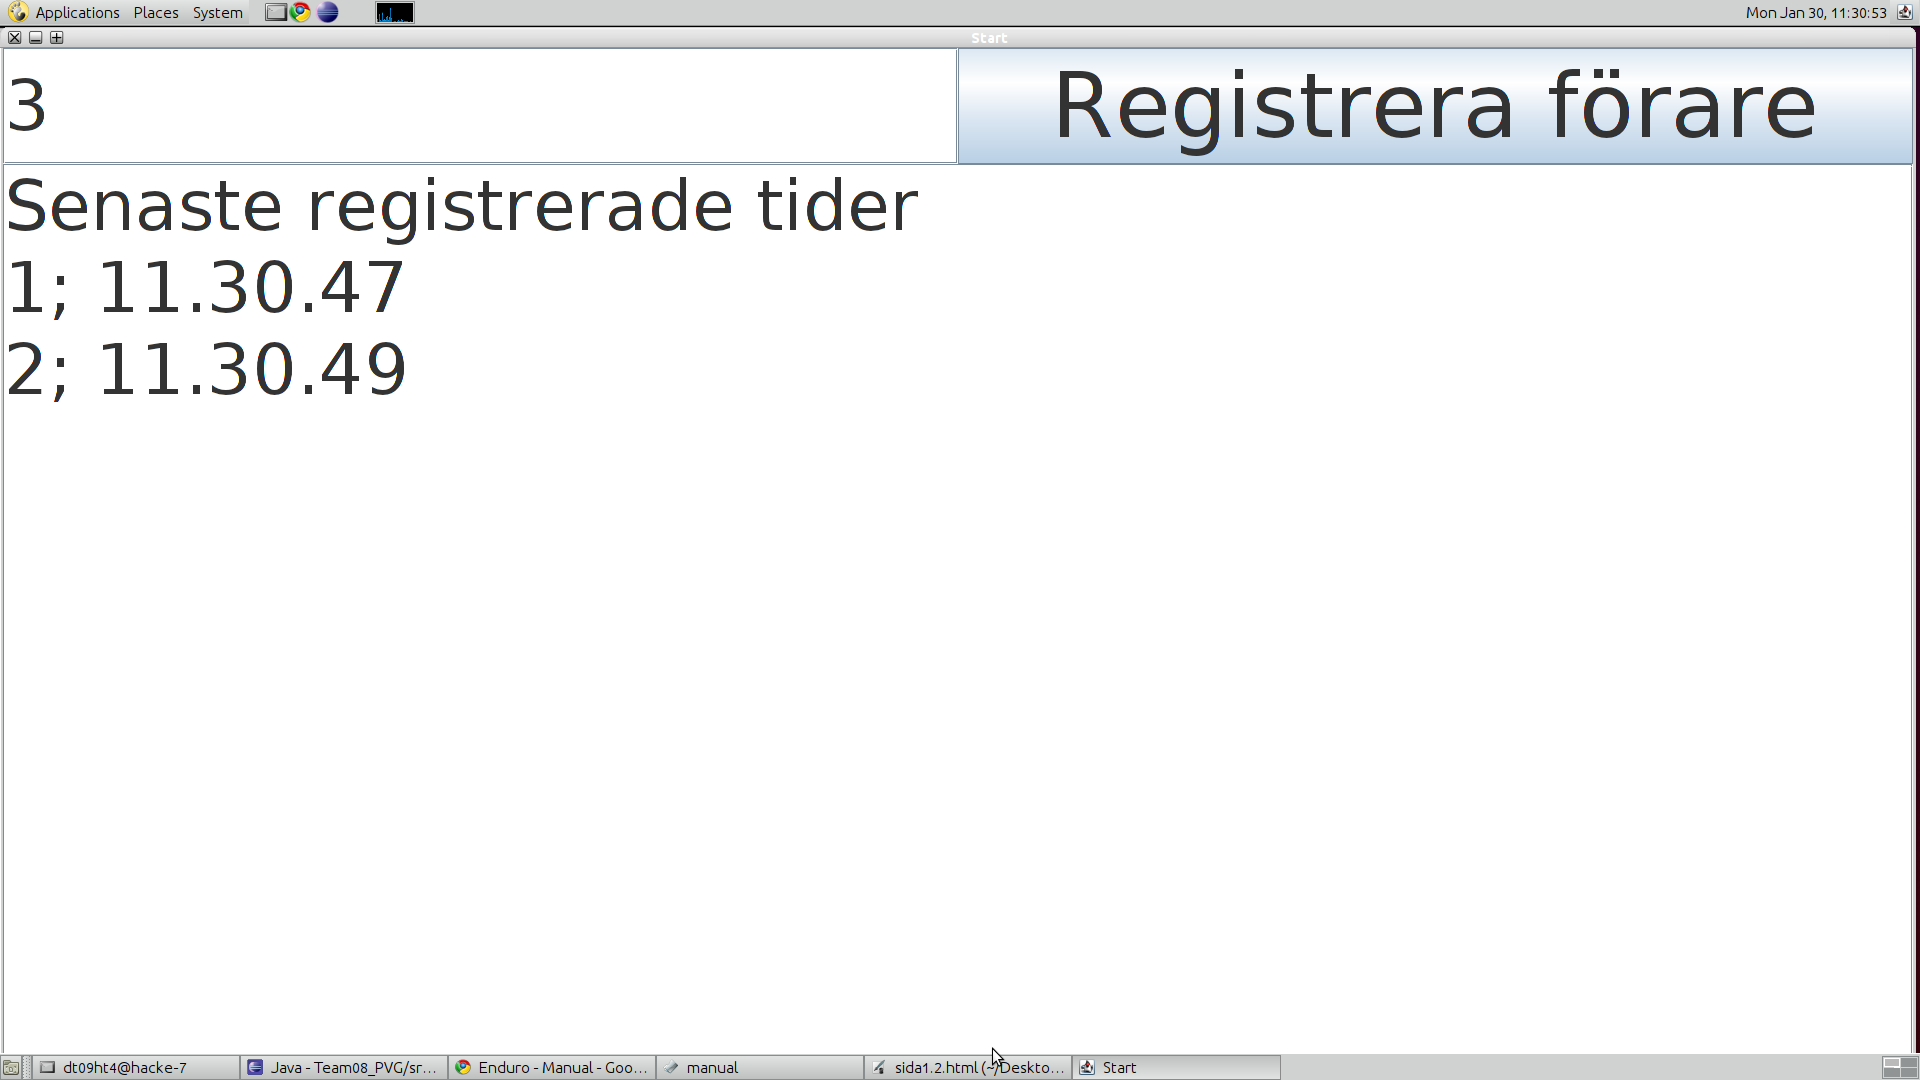 Applications Places System
Mon Jan 30, 11:30:53
Start
3
Registrera förare
Senaste registrerade tider
1; 11.30.47
2; 11.30.49
dt09ht4@hacke-7
Java - Team08_PVG/sr...
Enduro - Manual - Goo...
manual
sida1.2.html (~/Deskto...
Start